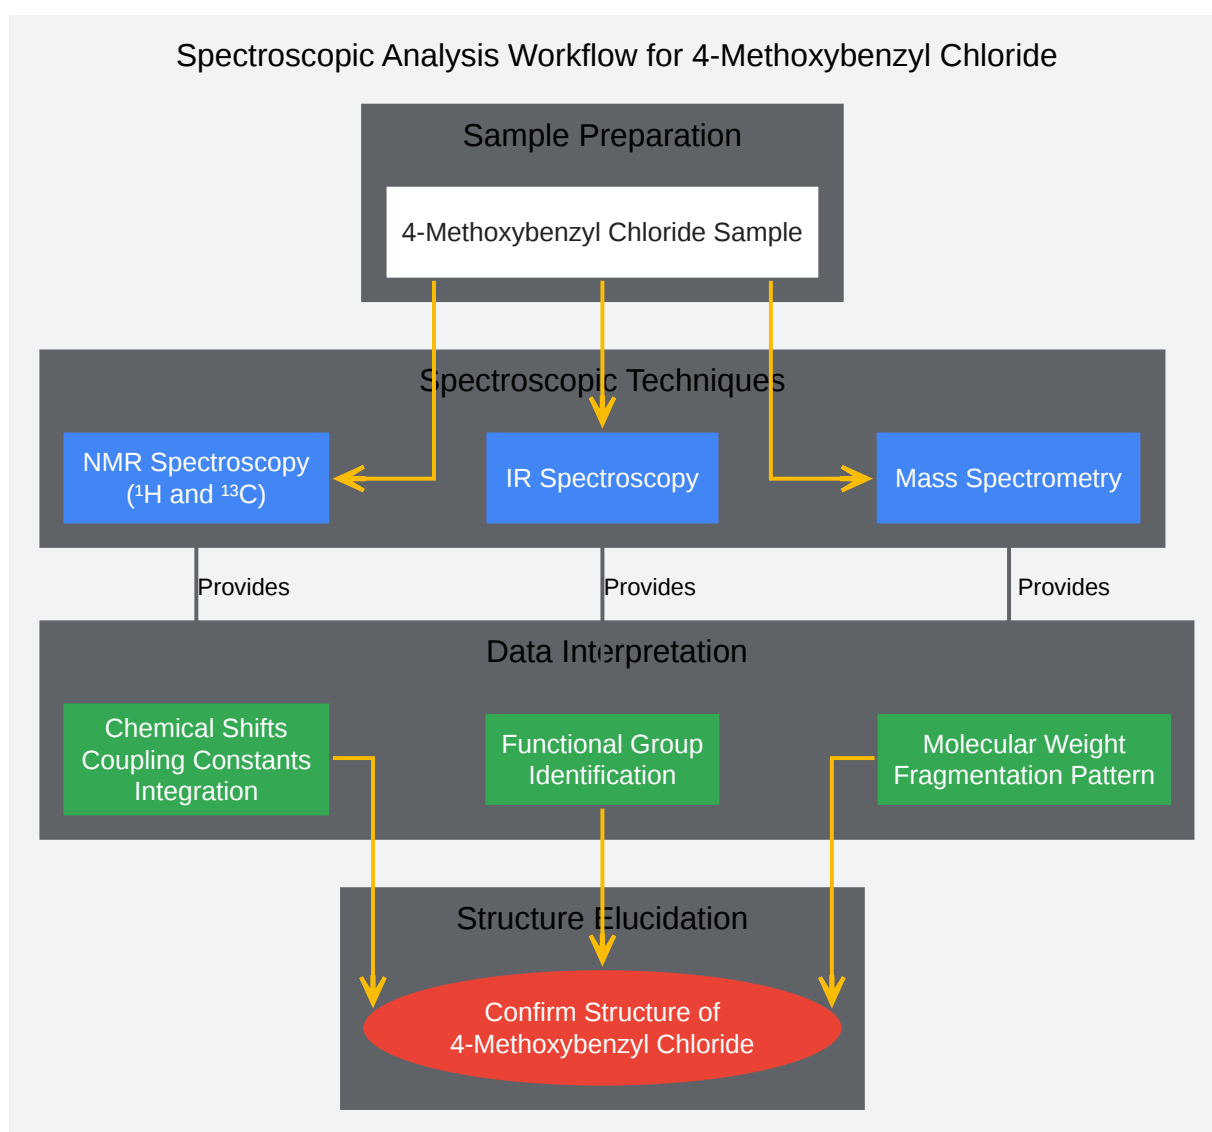 Spectroscopic Analysis Workflow for 4-Methoxybenzyl Chloride
Sample Preparation
4-Methoxybenzyl Chloride Sample
Spectroscopic Techniques
NMR Spectroscopy
(¹H and ¹³C)
IR Spectroscopy
Mass Spectrometry
Provides
Provides
Provides
Data Interpretation
Chemical Shifts
Coupling Constants
Integration
Functional Group
Identification
Molecular Weight
Fragmentation Pattern
Structure Elucidation
Confirm Structure of
4-Methoxybenzyl Chloride